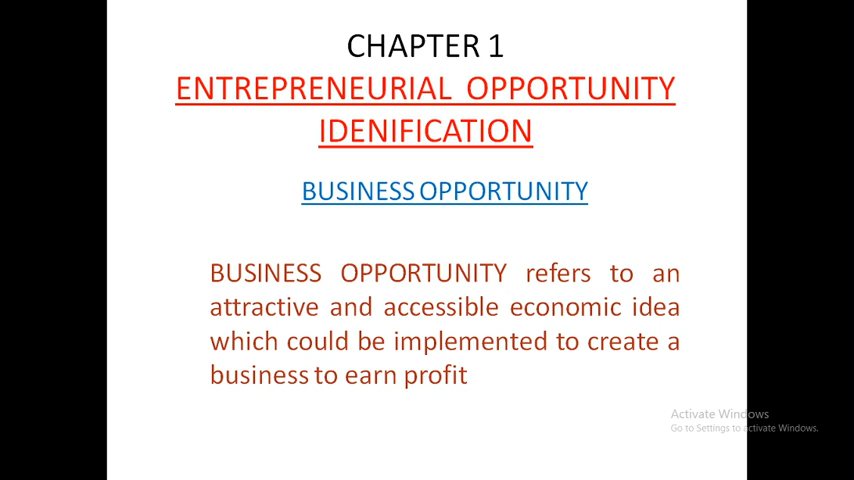 CHAPTER 1
ENTREPRENEURIAL OPPORTUNITY
IDENIFICATION
BUSINESS OPPORTUNITY
BUSINESS OPPORTUNITY refers to an
attractive and accessible economic idea
which could be implemented to create a
business to earn profit
Activate Windows
Go to Settings to activate Windows.